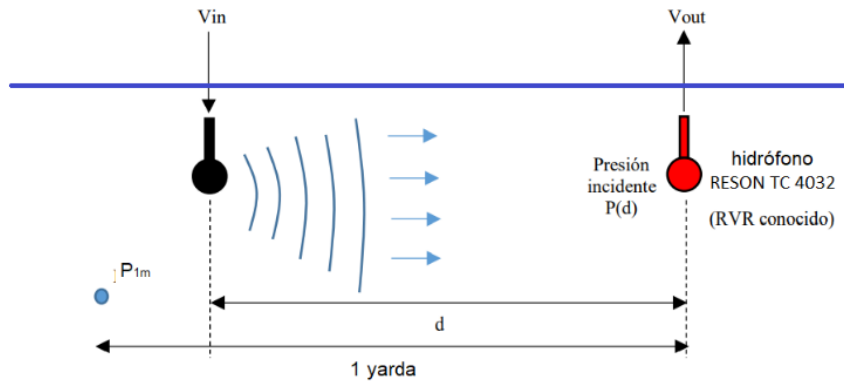 Vin
Vout
Presión
incidente
P(d)
hidrófono
RESON TC 4032
(RVR conocido)
P1m
d
1 yarda